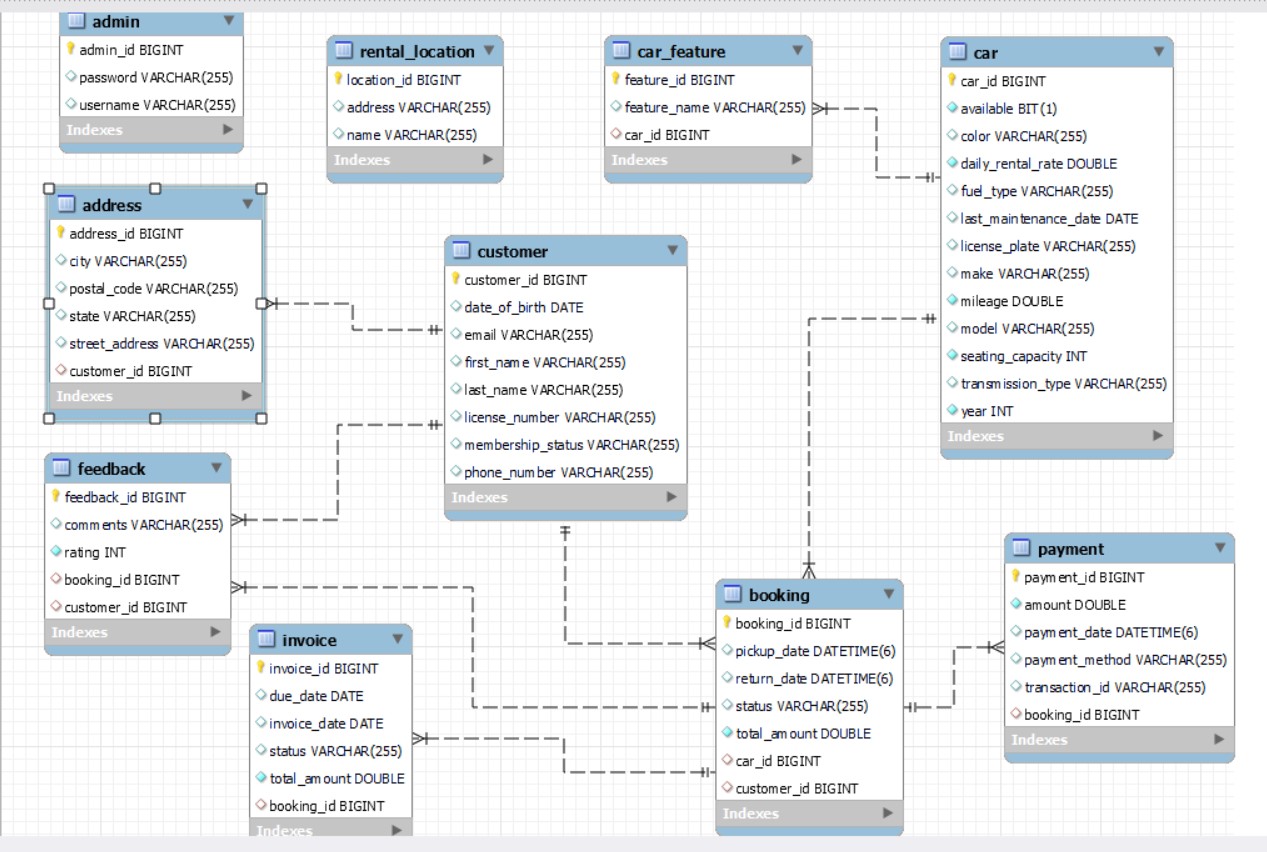 admin
admin_id BIGINT
password VARCHAR(255)
username VARCHAR(255)
Indexes
rental_location
location_id BIGINT
address VARCHAR(255)
name VARCHAR(255)
Indexes
car_feature
feature_id BIGINT
feature_name VARCHAR(255)
car_id BIGINT
Indexes
car
car_id BIGINT
available BIT(1)
color VARCHAR(255)
daily_rental_rate DOUBLE
fuel_type VARCHAR(255)
last_maintenance_date DATE
license_plate VARCHAR(255)
make VARCHAR(255)
mileage DOUBLE
model VARCHAR(255)
seating_capacity INT
transmission_type VARCHAR(255)
year INT
Indexes
address
address_id BIGINT
city VARCHAR(255)
postal_code VARCHAR(255)
state VARCHAR(255)
street_address VARCHAR(255)
customer_id BIGINT
Indexes
customer
customer_id BIGINT
date_of_birth DATE
email VARCHAR(255)
first_name VARCHAR(255)
last_name VARCHAR(255)
license_number VARCHAR(255)
membership_status VARCHAR(255)
phone_number VARCHAR(255)
Indexes
feedback
feedback_id BIGINT
comments VARCHAR(255)
rating INT
booking_id BIGINT
customer_id BIGINT
Indexes
invoice
invoice_id BIGINT
due_date DATE
invoice_date DATE
status VARCHAR(255)
total_amount DOUBLE
booking_id BIGINT
Indexes
booking
booking_id BIGINT
pickup_date DATETIME(6)
return_date DATETIME(6)
status VARCHAR(255)
total_amount DOUBLE
car_id BIGINT
customer_id BIGINT
Indexes
payment
payment_id BIGINT
amount DOUBLE
payment_date DATETIME(6)
payment_method VARCHAR(255)
transaction_id VARCHAR(255)
booking_id BIGINT
Indexes